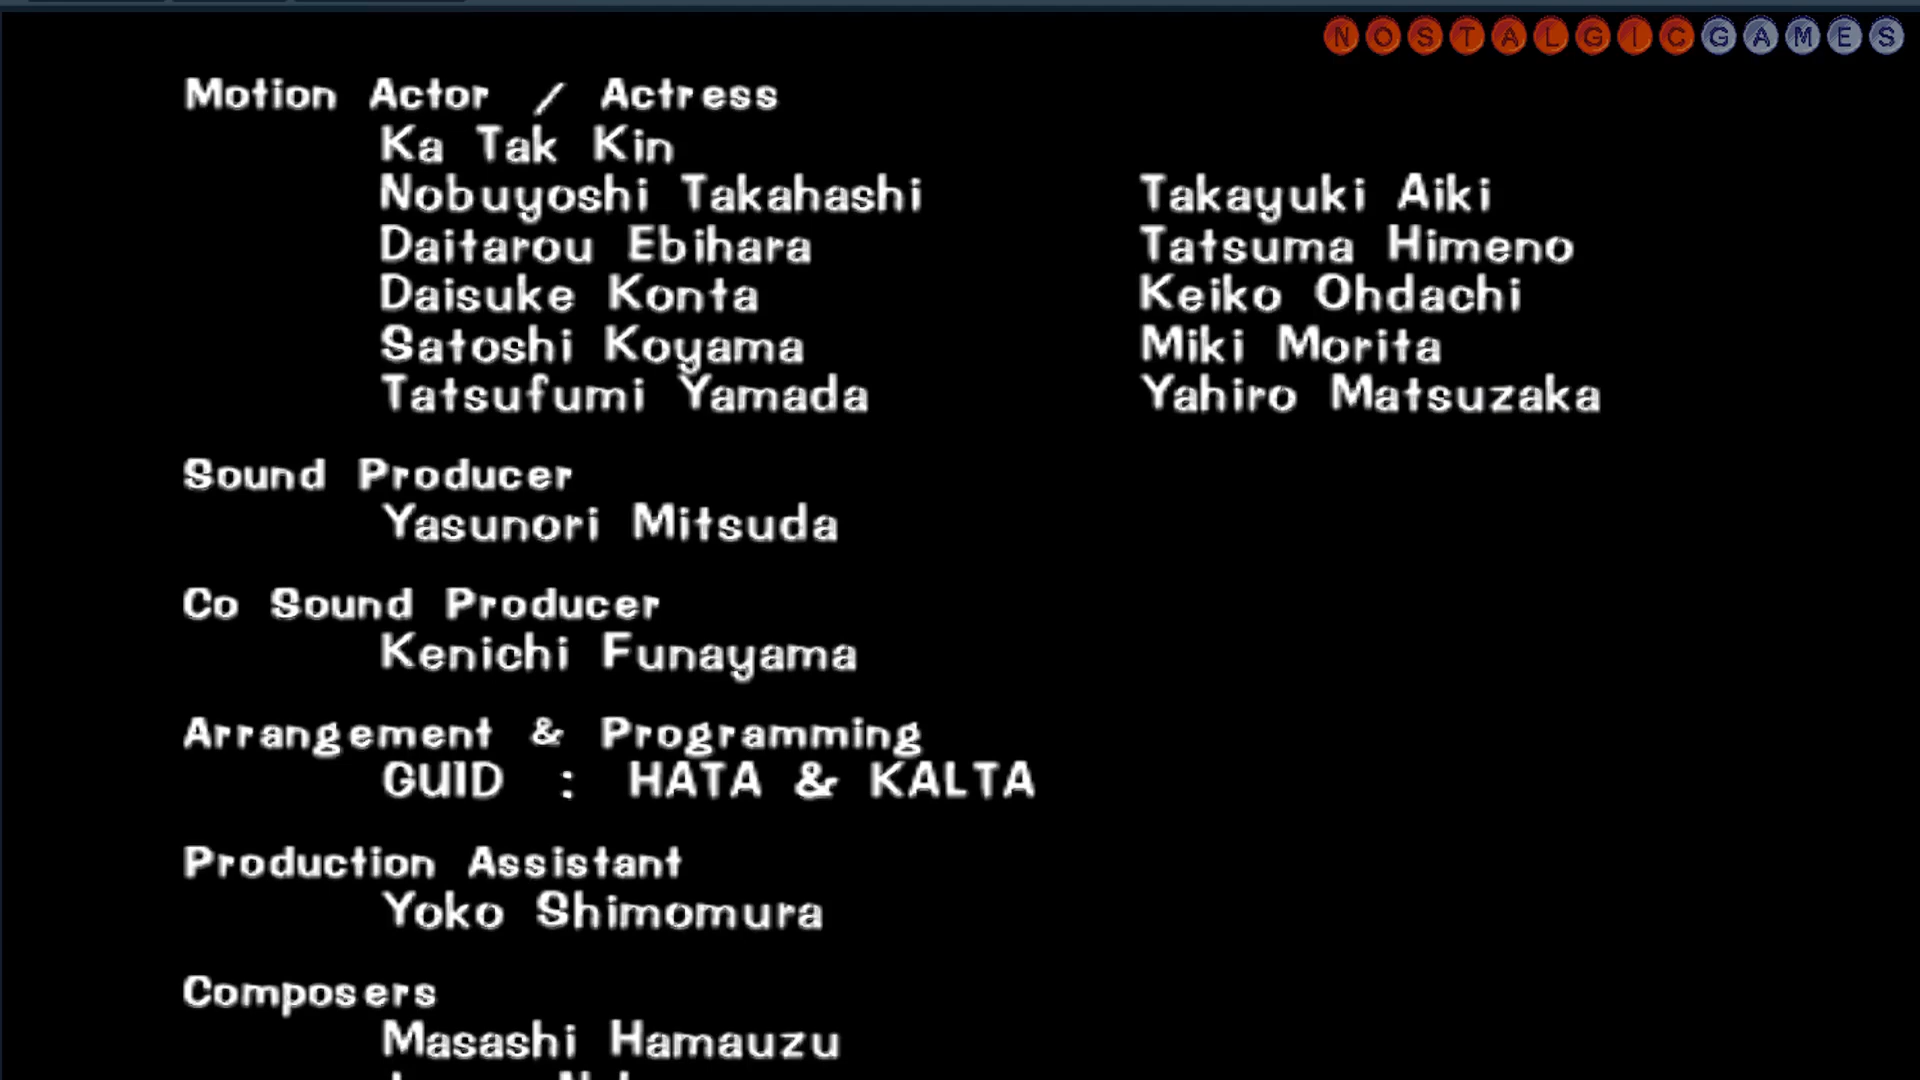 NOSTALGICGAMES
Motion Actor / Actress
Ka Tak Kin
Nobuyoshi Takahashi Takayuki Aiki
Daitarou Ebihara Tatsuma Himeno
Daisuke Konta Keiko Ohdachi
Satoshi Koyama Miki Morita
Tatsufumi Yamada Yahiro Matsuzaka
Sound Producer
Yasunori Mitsuda
Co Sound Producer
Kenichi Funayama
Arrangement & Programming
GUID : HATA & KALTA
Production Assistant
Yoko Shimomura
Composers
Masashi Hamauzu